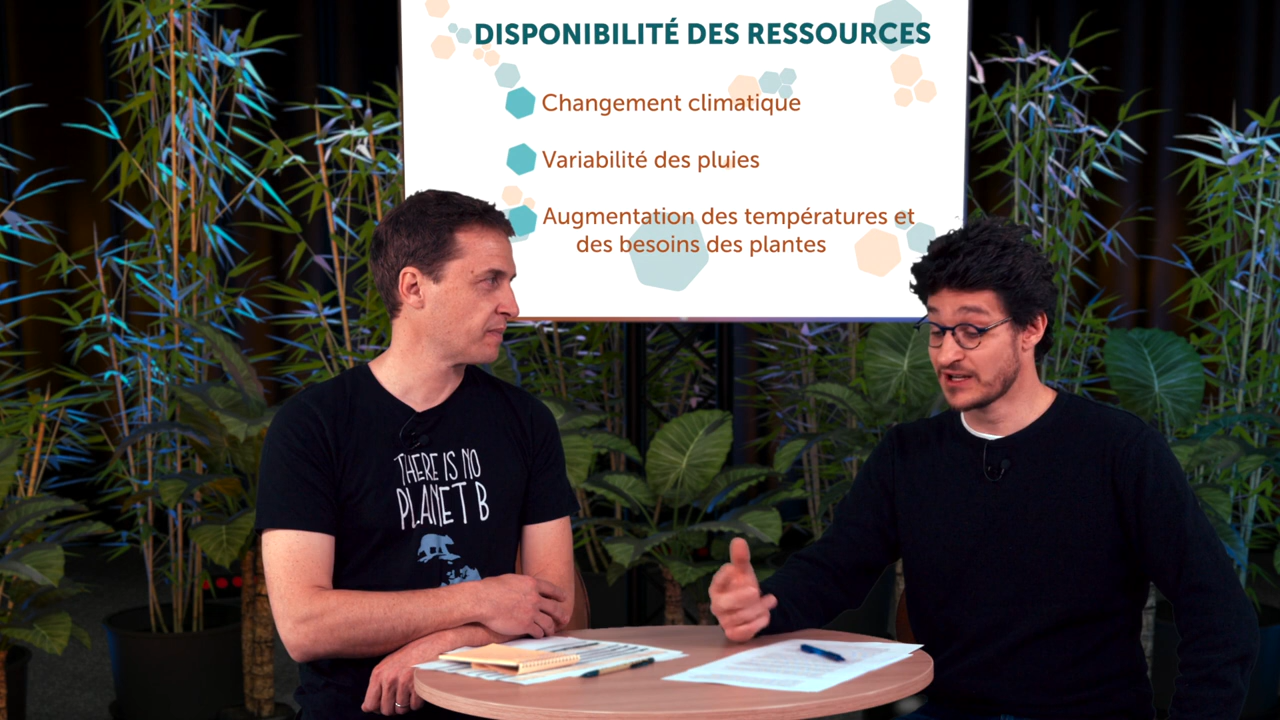 DISPONIBILITÉ DES RESSOURCES
Changement climatique
Variabilité des pluies
Augmentation des températures et
des besoins des plantes
THERE IS NO
PLANET B